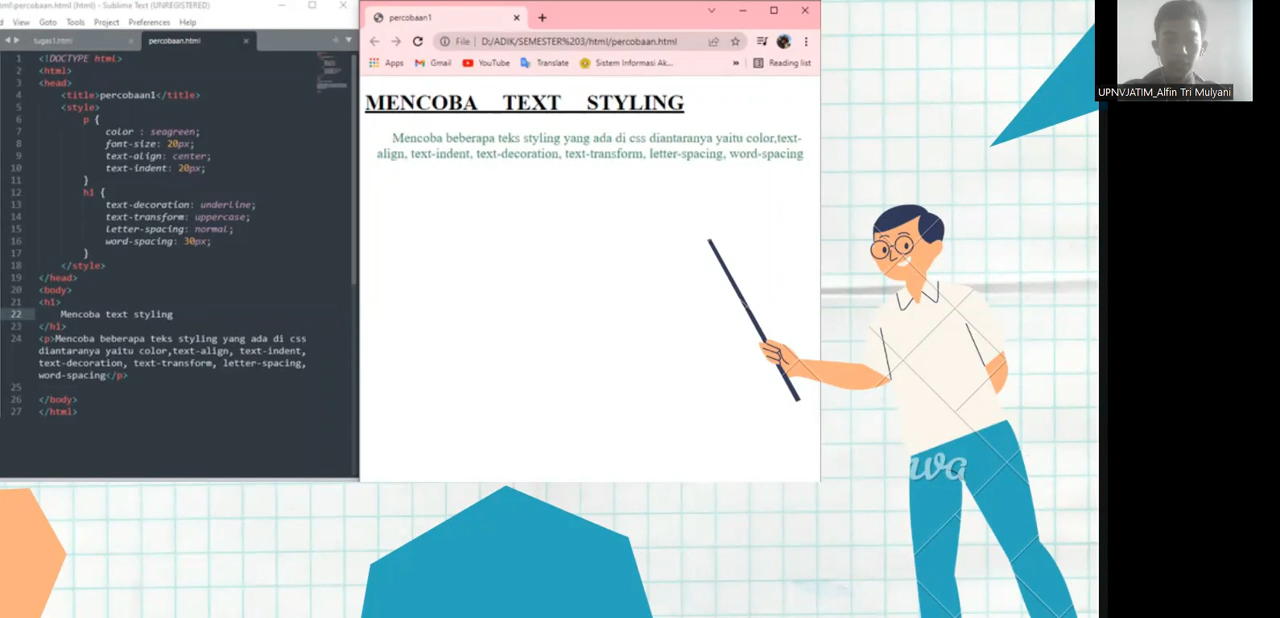 ml\percobaan.html (html) - Sublime Text (UNREGISTERED)
View Goto Tools Project Preferences Help
tugas1.html
percobaan.html
1 <!DOCTYPE html>
2 <html>
3 <head>
4 <title>percobaan1</title>
5 <style>
6 p {
7 color : seagreen;
8 font-size: 20px;
9 text-align: center;
10 text-indent: 20px;
11 }
12 h1 {
13 text-decoration: underline;
14 text-transform: uppercase;
15 letter-spacing: normal;
16 word-spacing: 30px;
17 }
18 </style>
19 </head>
20 <body>
21 <h1>
22 Mencoba text styling
23 </h1>
24 <p>Mencoba beberapa teks styling yang ada di css
diantaranya yaitu color,text-align, text-indent,
text-decoration, text-transform, letter-spacing,
word-spacing</p>
25
26 </body>
27 </html>
percobaan1
File D:/ADIK/SEMESTER%203/html/percobaan.html
Apps Gmail YouTube Translate Sistem Informasi Ak... » Reading list
MENCOBA TEXT STYLING
Mencoba beberapa teks styling yang ada di css diantaranya yaitu color,text-
align, text-indent, text-decoration, text-transform, letter-spacing, word-spacing
UPNVJATIM_Alfin Tri Mulyani